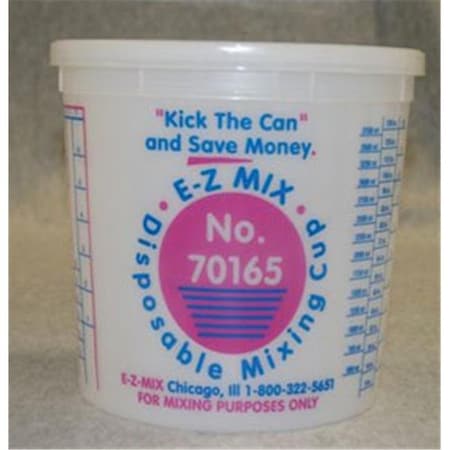 "Kick The Can"
and Save Money.
• E-Z MIX •
Disposable Mixing Cup
No.
70165
E-Z-MIX Chicago, Ill 1-800-322-5651
FOR MIXING PURPOSES ONLY